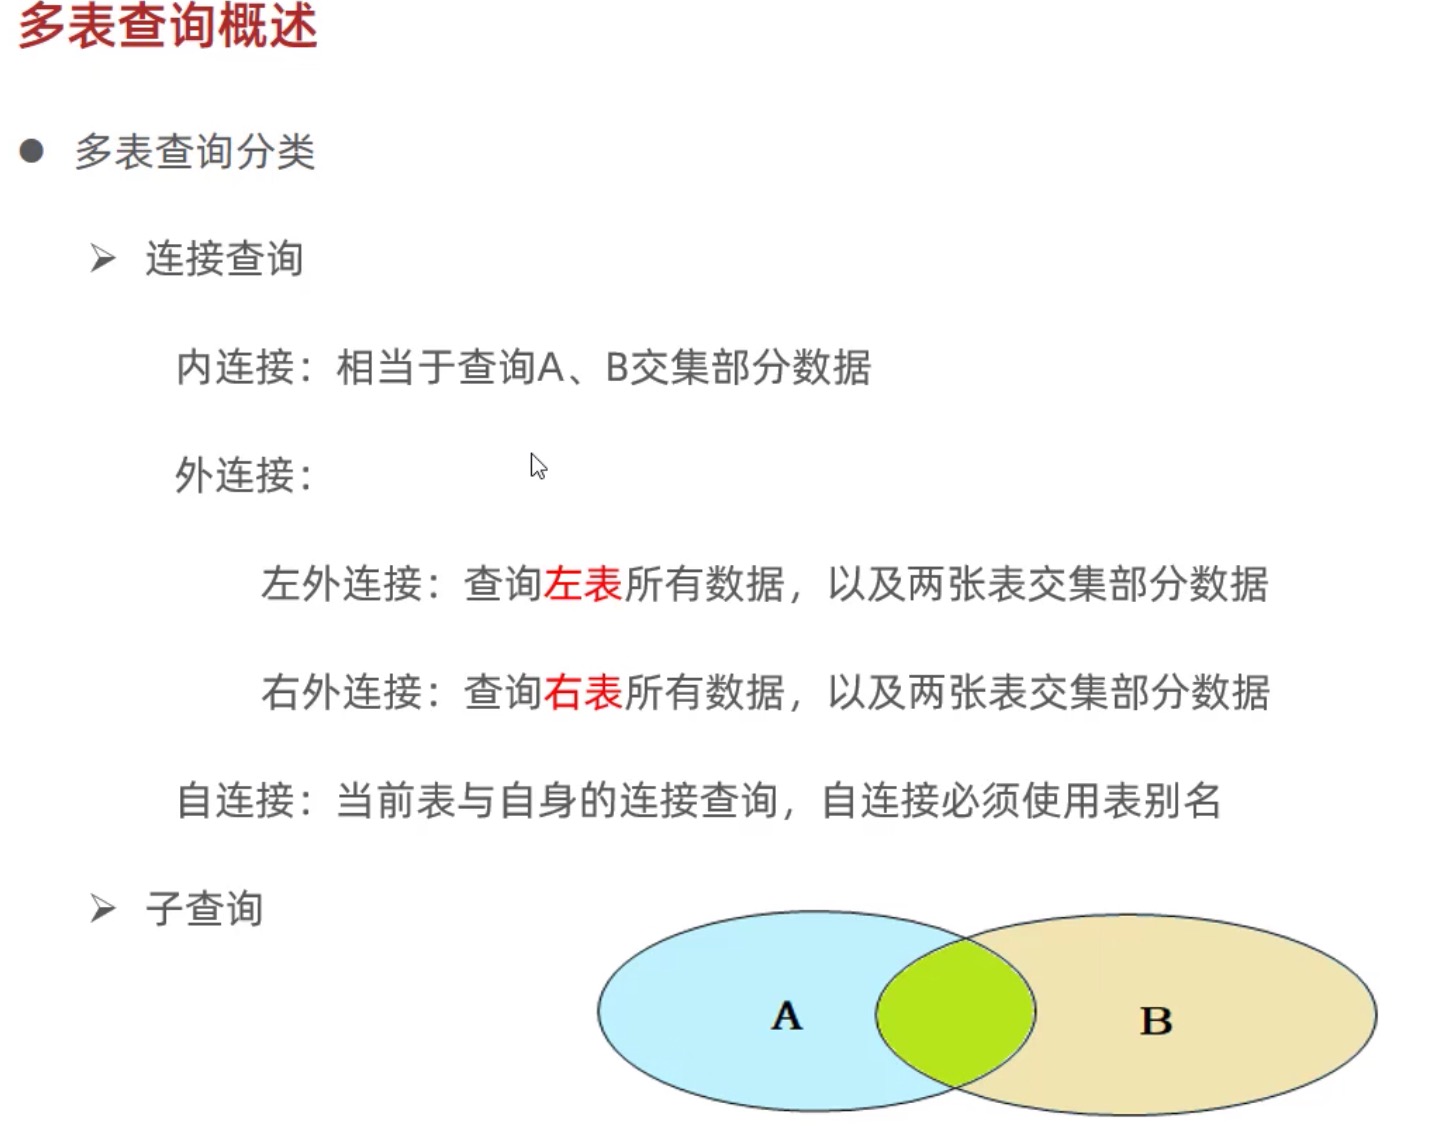 多表查询概述
多表查询分类
连接查询
内连接：相当于查询A、B交集部分数据
外连接：
左外连接：查询左表所有数据，以及两张表交集部分数据
右外连接：查询右表所有数据，以及两张表交集部分数据
自连接：当前表与自身的连接查询，自连接必须使用表别名
子查询
A
B